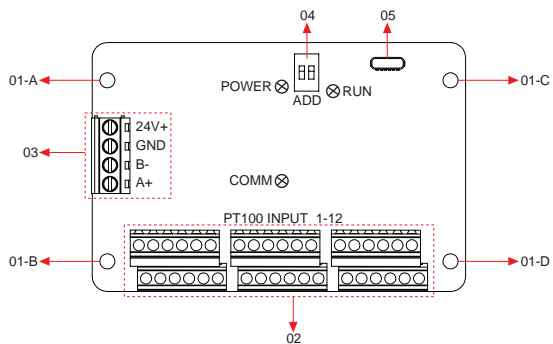 04
05
01-A
01-C
POWER
ADD
RUN
03
24V+
GND
B-
A+
COMM
PT100 INPUT 1-12
01-B
01-D
02